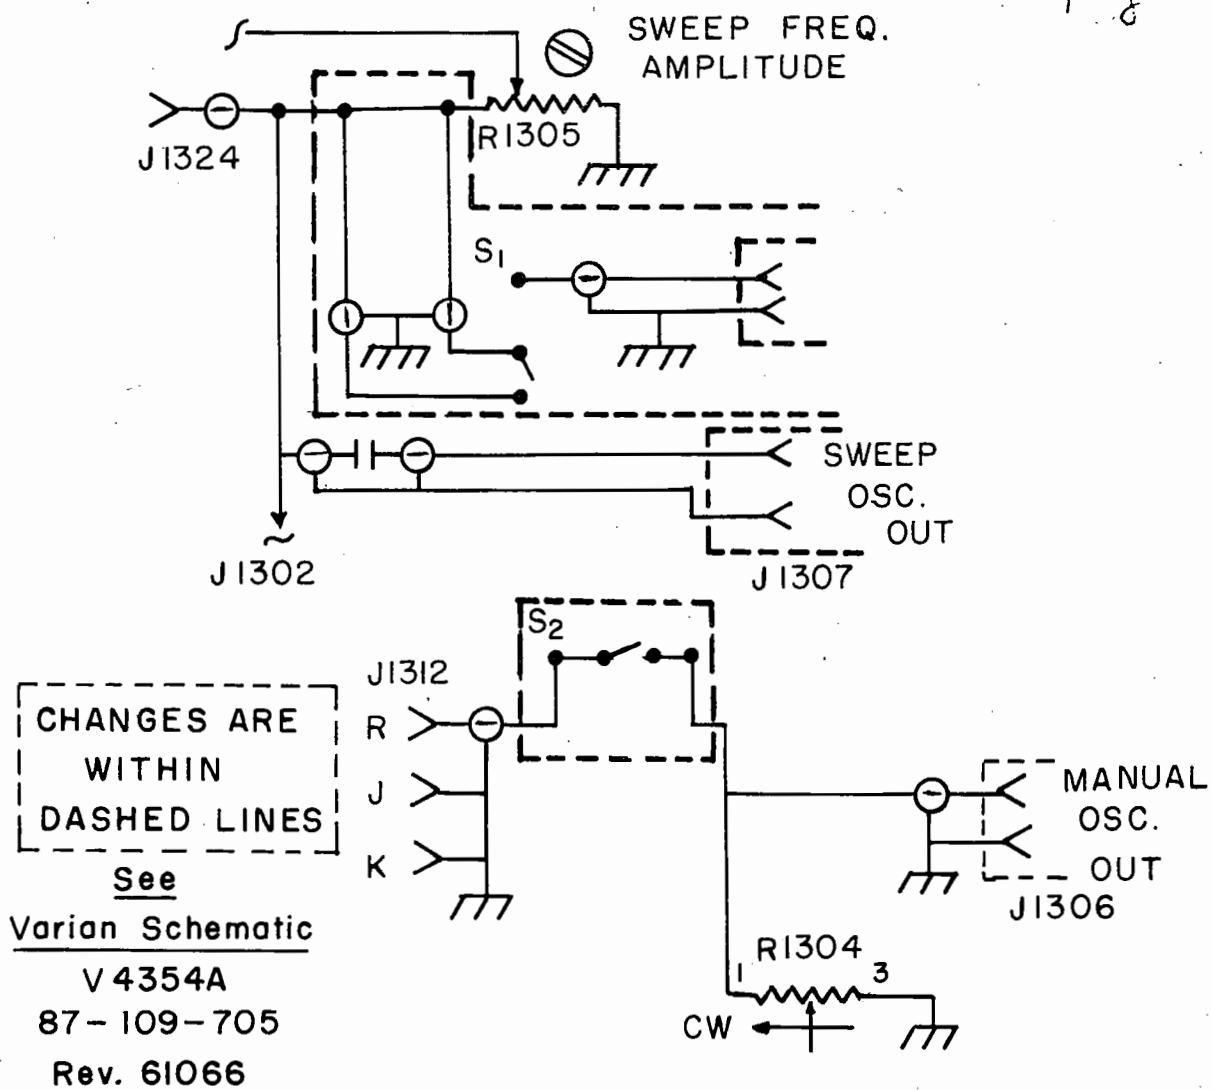 SWEEP FREQ.
AMPLITUDE
J1324
R1305
S1
SWEEP
OSC.
OUT
J1302
J1307
S2
J1312
R
J
K
CHANGES ARE
WITHIN
DASHED LINES
See
Varian Schematic
V4354A
87-109-705
Rev. 61066
MANUAL
OSC.
OUT
J1306
R1304
1
3
CW